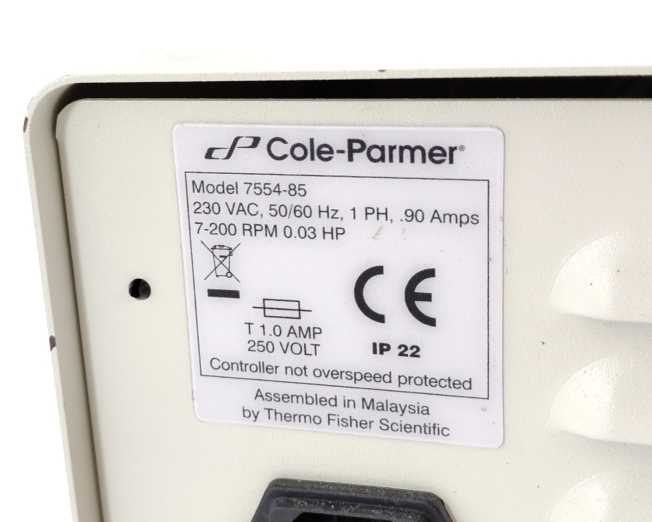 Cole-Parmer®
Model 7554-85
230 VAC, 50/60 Hz, 1 PH, .90 Amps
7-200 RPM 0.03 HP
CE
T 1.0 AMP
250 VOLT
IP 22
Controller not overspeed protected
Assembled in Malaysia
by Thermo Fisher Scientific